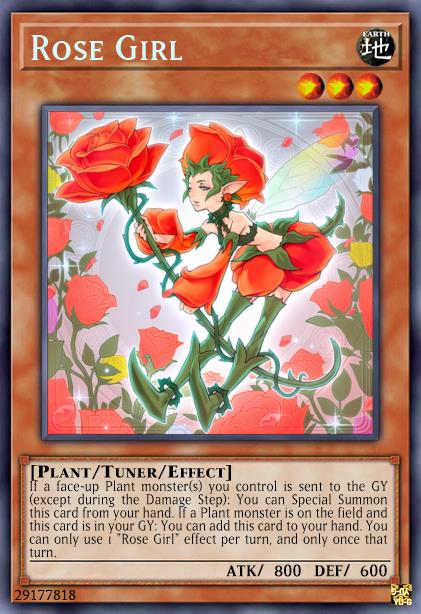 Rose Girl
EARTH
地
[Plant/Tuner/Effect]
If a face-up Plant monster(s) you control is sent to the GY
(except during the Damage Step): You can Special Summon
this card from your hand. If a Plant monster is on the field and
this card is in your GY: You can add this card to your hand. You
can only use 1 "Rose Girl" effect per turn, and only once that
turn.
ATK/ 800 DEF/ 600
29177818